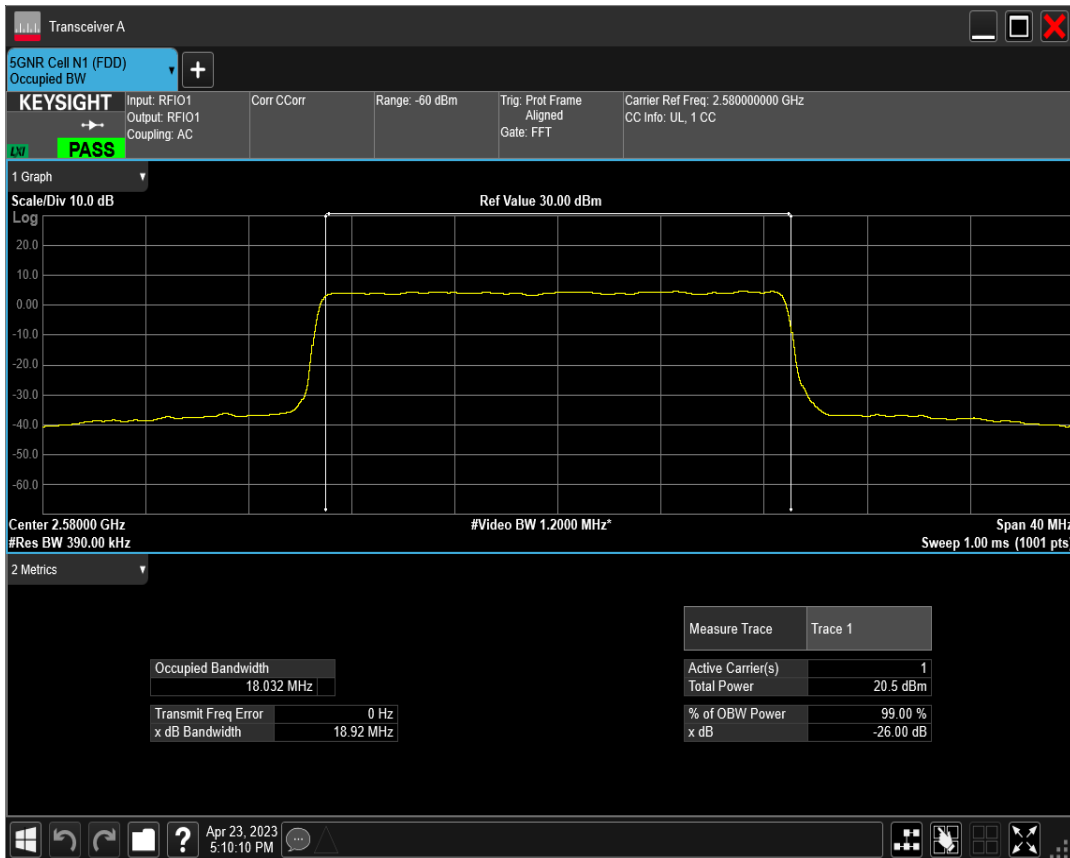 Transceiver A
5GNR Cell N1 (FDD)
Occupied BW
+
KEYSIGHT
LXI
PASS
Input: RFIO1
Output: RFIO1
Coupling: AC
Corr CCorr
Range: -60 dBm
Trig: Prot Frame
Aligned
Gate: FFT
Carrier Ref Freq: 2.580000000 GHz
CC Info: UL, 1 CC
1 Graph
Scale/Div 10.0 dB
Ref Value 30.00 dBm
Log
20.0
10.0
0.00
-10.0
-20.0
-30.0
-40.0
-50.0
-60.0
Center 2.58000 GHz
#Video BW 1.2000 MHz*
Span 40 MHz
#Res BW 390.00 kHz
Sweep 1.00 ms (1001 pts)
2 Metrics
Measure Trace
Trace 1
Occupied Bandwidth
18.032 MHz
Active Carrier(s) 1
Total Power 20.5 dBm
Transmit Freq Error 0 Hz
x dB Bandwidth 18.92 MHz
% of OBW Power 99.00 %
x dB -26.00 dB
?
Apr 23, 2023
5:10:10 PM